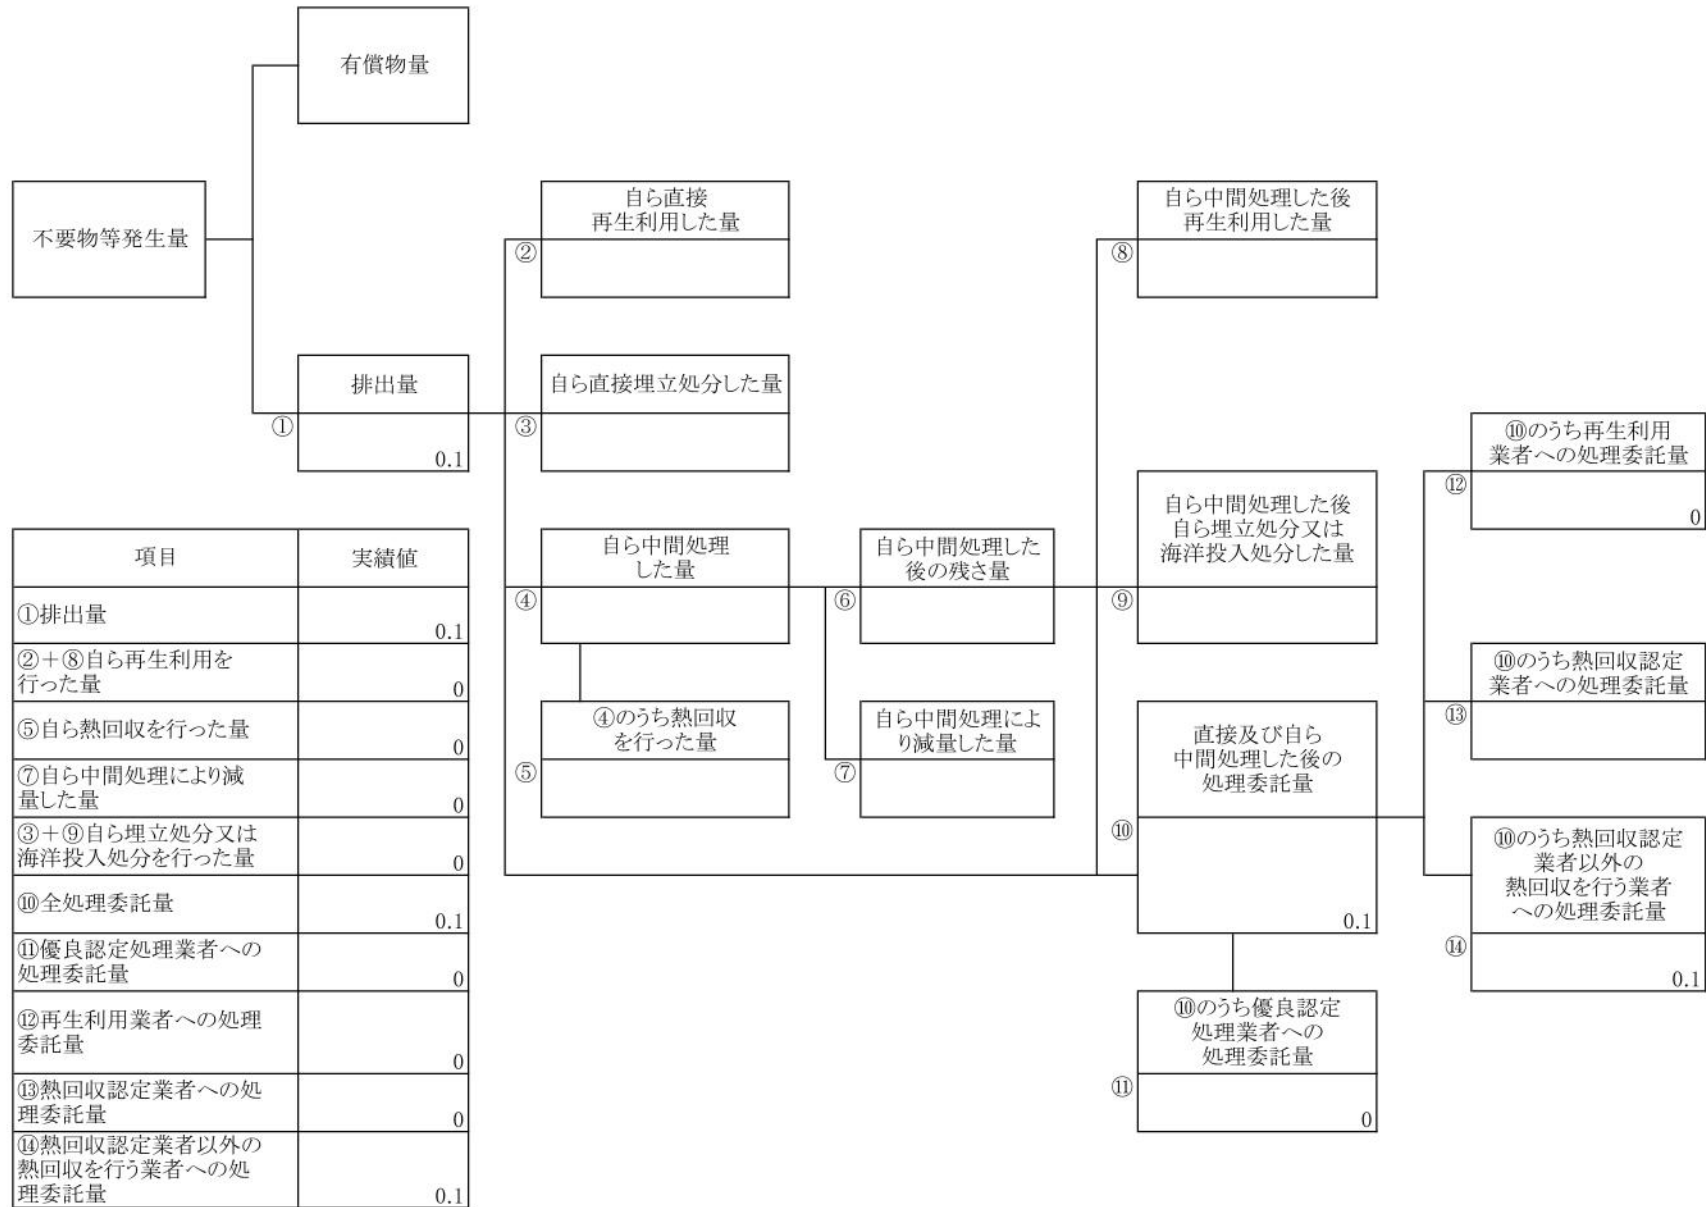 有償物量
不要物等発生量
自ら直接
再生利用した量
②
自ら中間処理した後
再生利用した量
⑧
排出量
①
0.1
自ら直接埋立処分した量
③
⑩のうち再生利用
業者への処理委託量
⑫
0
自ら中間処理
した量
④
自ら中間処理した
後の残さ量
⑥
自ら中間処理した後
自ら埋立処分又は
海洋投入処分した量
⑨
⑩のうち熱回収認定
業者への処理委託量
⑬
④のうち熱回収
を行った量
⑤
自ら中間処理によ
り減量した量
⑦
直接及び自ら
中間処理した後の
処理委託量
⑩
0.1
⑩のうち熱回収認定
業者以外の
熱回収を行う業者
への処理委託量
⑭
0.1
⑩のうち優良認定
処理業者への
処理委託量
⑪
0
項目 実績値
①排出量
0.1
②+⑧自ら再生利用を
行った量
0
⑤自ら熱回収を行った量
0
⑦自ら中間処理により減
量した量
0
③+⑨自ら埋立処分又は
海洋投入処分を行った量
0
⑩全処理委託量
0.1
⑪優良認定処理業者への
処理委託量
0
⑫再生利用業者への処理
委託量
0
⑬熱回収認定業者への処
理委託量
0
⑭熱回収認定業者以外の
熱回収を行う業者への処
理委託量
0.1